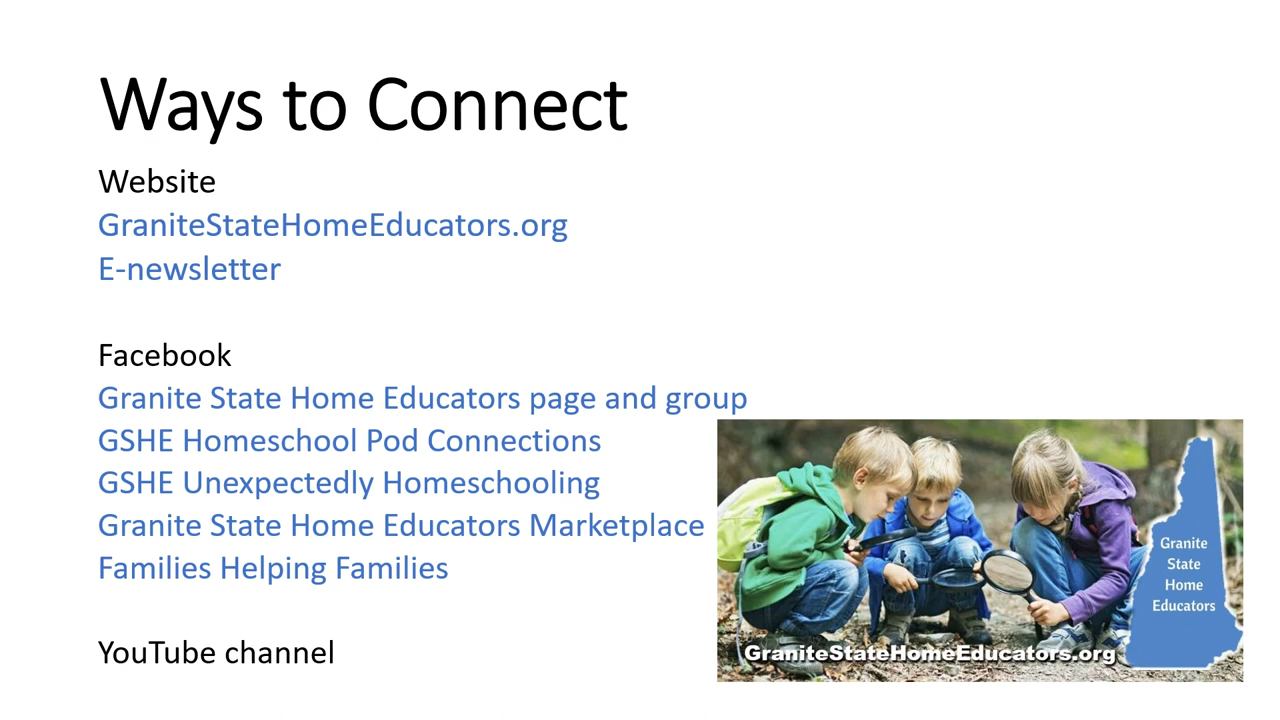 Ways to Connect
Website
GraniteStateHomeEducators.org
E-newsletter
Facebook
Granite State Home Educators page and group
GSHE Homeschool Pod Connections
GSHE Unexpectedly Homeschooling
Granite State Home Educators Marketplace
Families Helping Families
YouTube channel
Granite
State
Home
Educators
GraniteStateHomeEducators.org